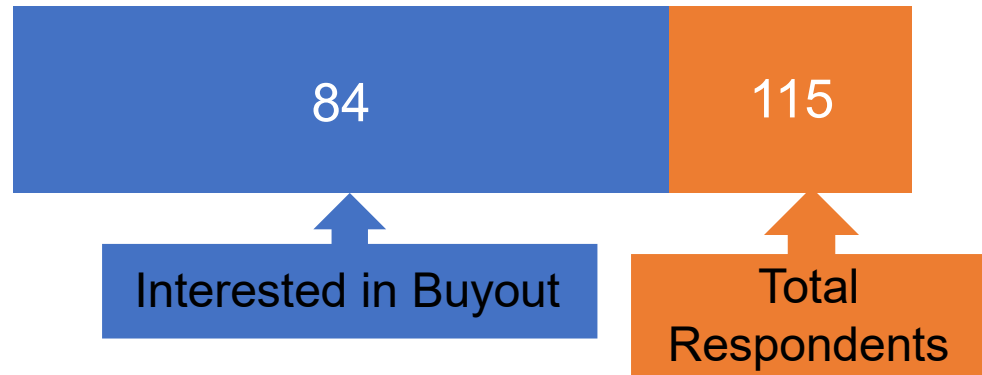 84
115
Interested in Buyout
Total
Respondents